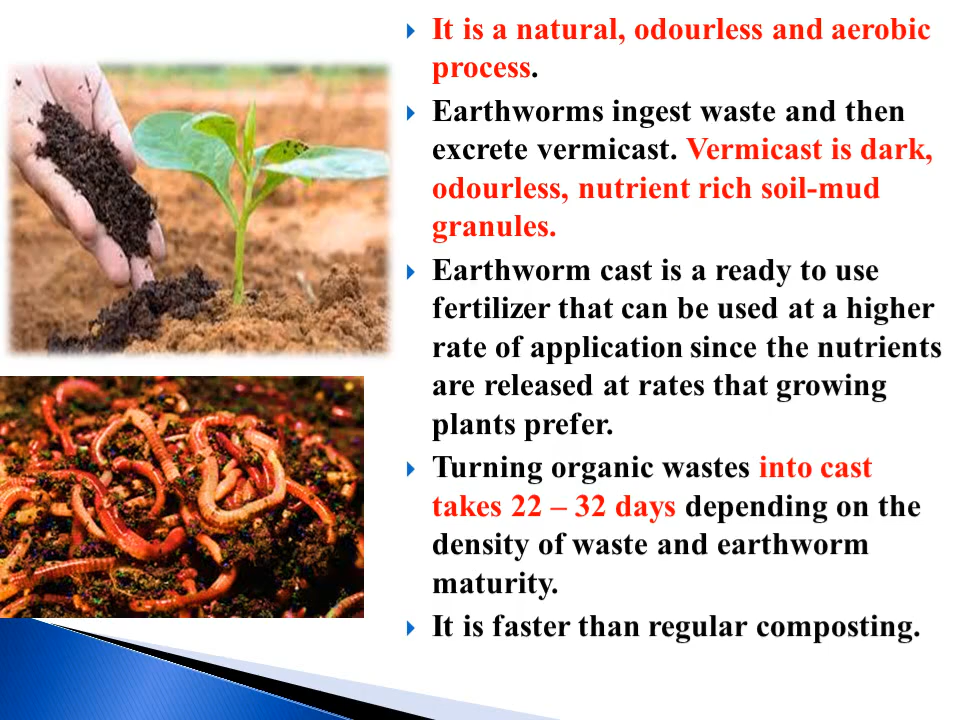 It is a natural, odourless and aerobic
process.
Earthworms ingest waste and then
excrete vermicast. Vermicast is dark,
odourless, nutrient rich soil-mud
granules.
Earthworm cast is a ready to use
fertilizer that can be used at a higher
rate of application since the nutrients
are released at rates that growing
plants prefer.
Turning organic wastes into cast
takes 22 – 32 days depending on the
density of waste and earthworm
maturity.
It is faster than regular composting.